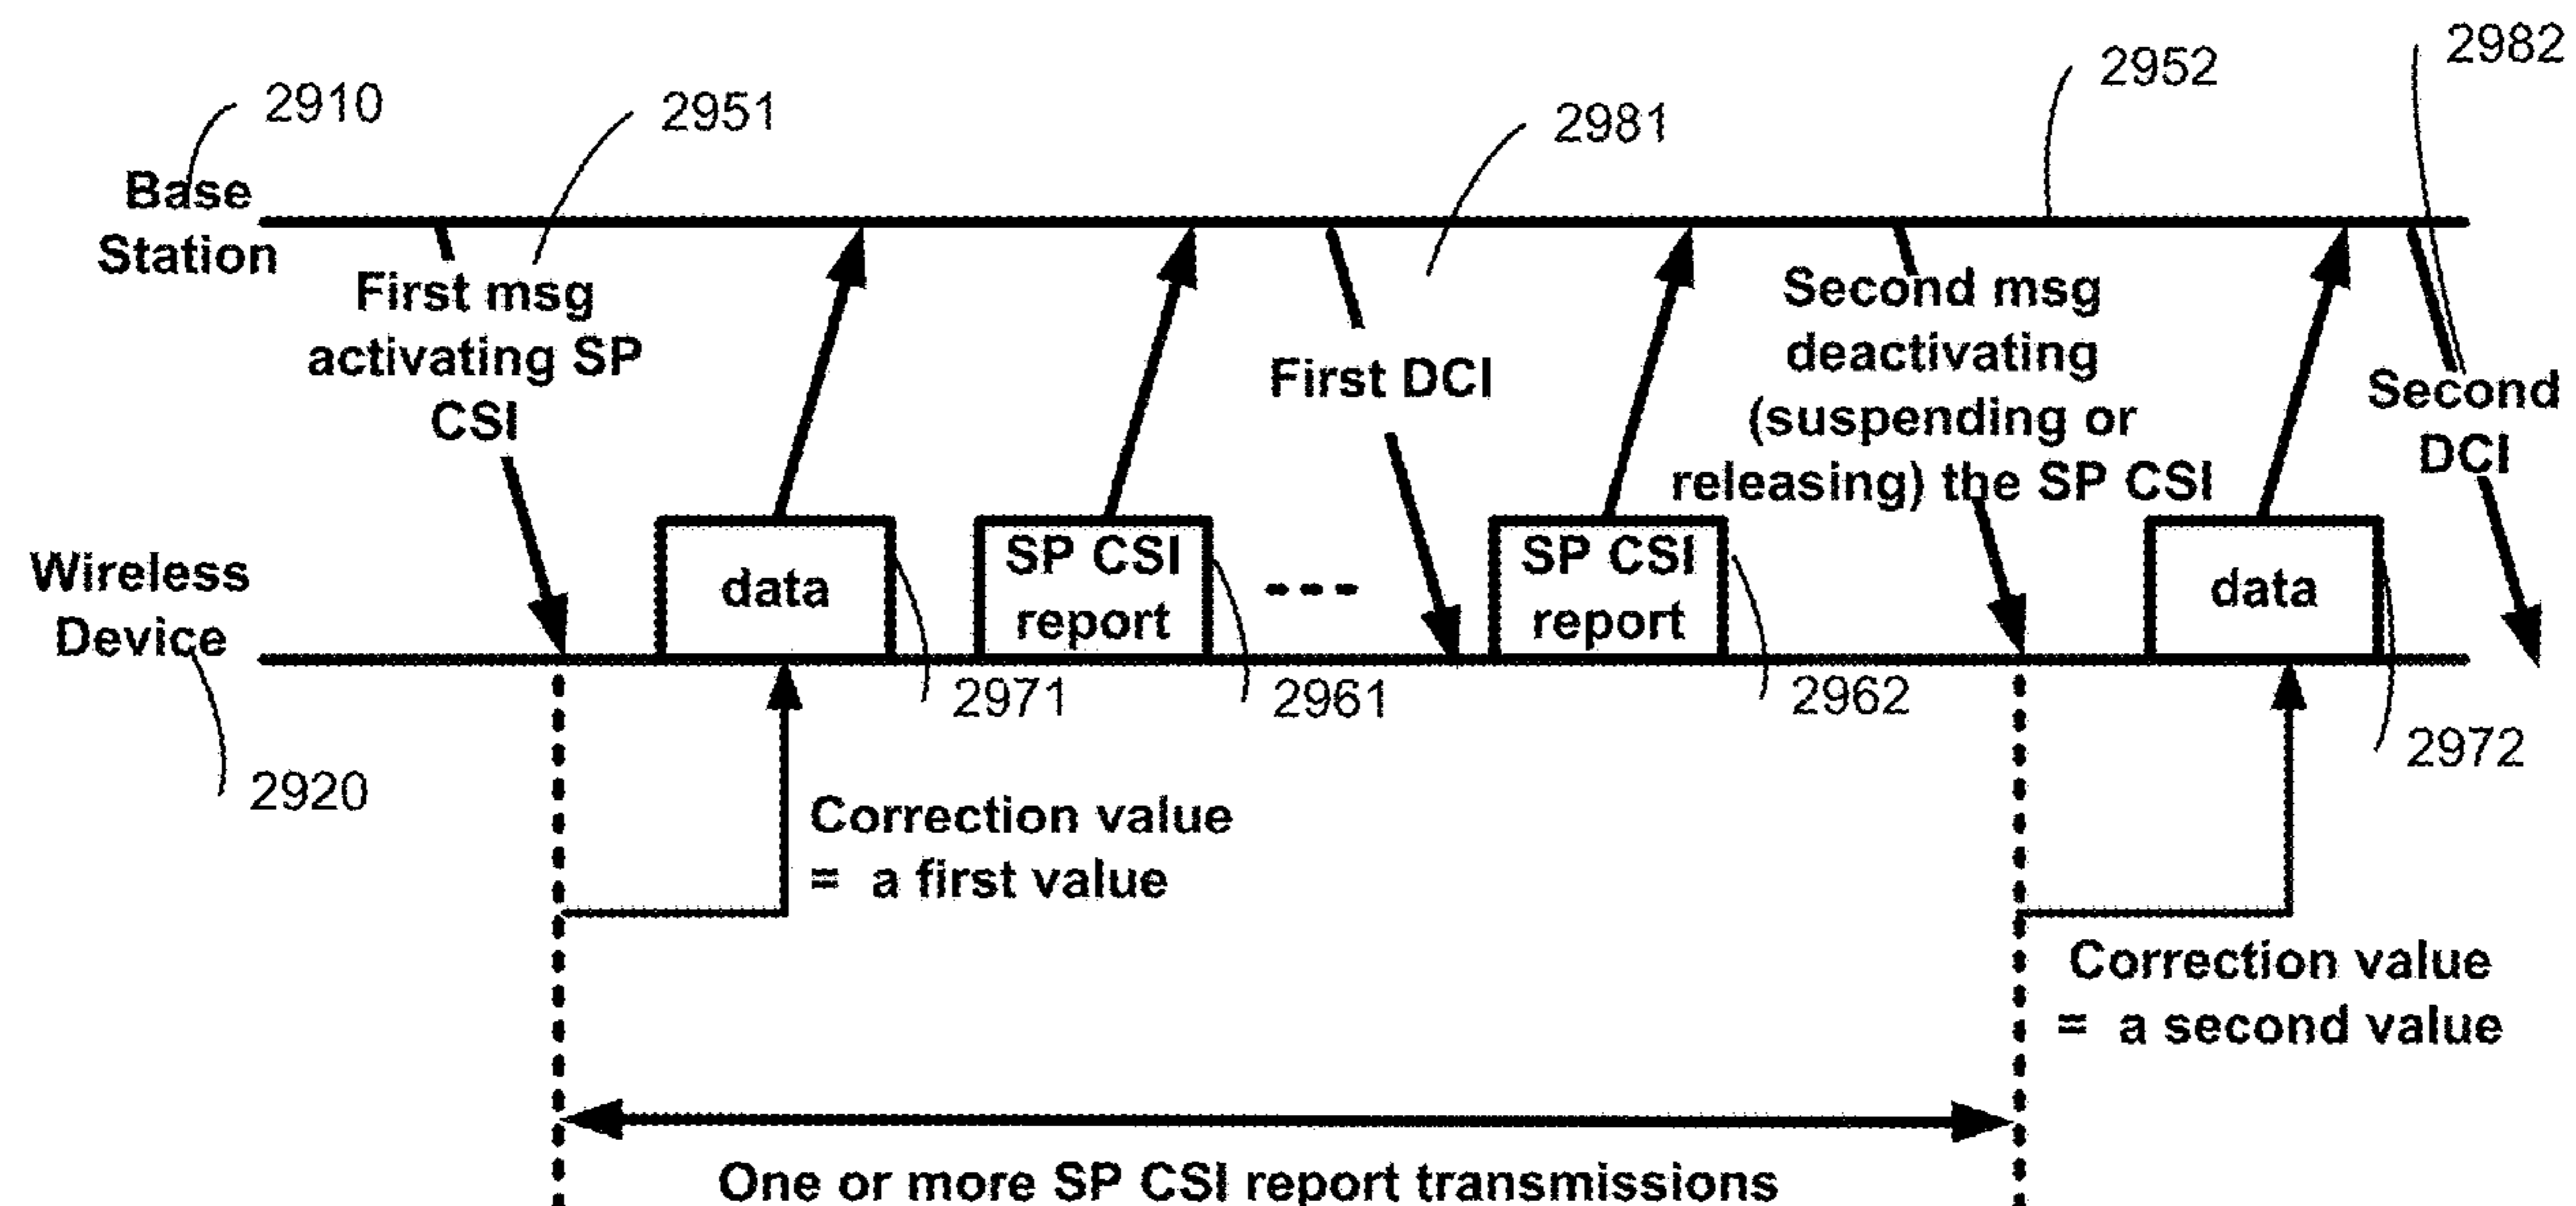 2982
2952
2910
2951
2981
Base
Station
First msg
activating SP
CSI
First DCI
Second msg
deactivating
(suspending or
releasing) the SP CSI
Second
DCI
Wireless
Device
data
SP CSI
report
---
SP CSI
report
data
2971
2961
2962
2972
2920
Correction value
= a first value
Correction value
= a second value
One or more SP CSI report transmissions